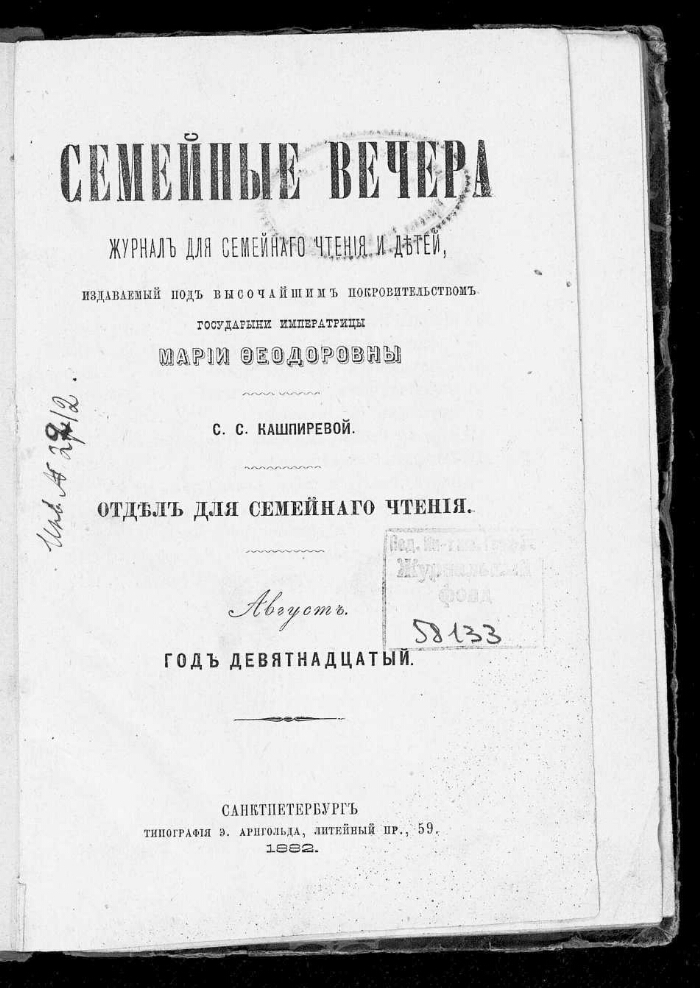 СЕМЕЙНЫЕ ВЕЧЕРА
ЖУРНАЛЪ ДЛЯ СЕМЕЙНАГО ЧТЕНІЯ И ДѢТЕЙ,
ИЗДАВАЕМЫЙ ПОДЪ ВЫСОЧАЙШИМЪ ПОКРОВИТЕЛЬСТВОМЪ
ГОСУДАРЫНИ ИМПЕРАТРИЦЫ
МАРІИ ѲЕОДОРОВНЫ
С. С. КАШПИРЕВОЙ.
ОТДѢЛЪ ДЛЯ СЕМЕЙНАГО ЧТЕНІЯ.
Августъ.
58133
ГОДЪ ДЕВЯТНАДЦАТЫЙ.
САНКТПЕТЕРБУРГЪ
ТИПОГРАФІЯ Э. АРНГОЛЬДА, ЛИТЕЙНЫЙ ПР., 59.
1882.